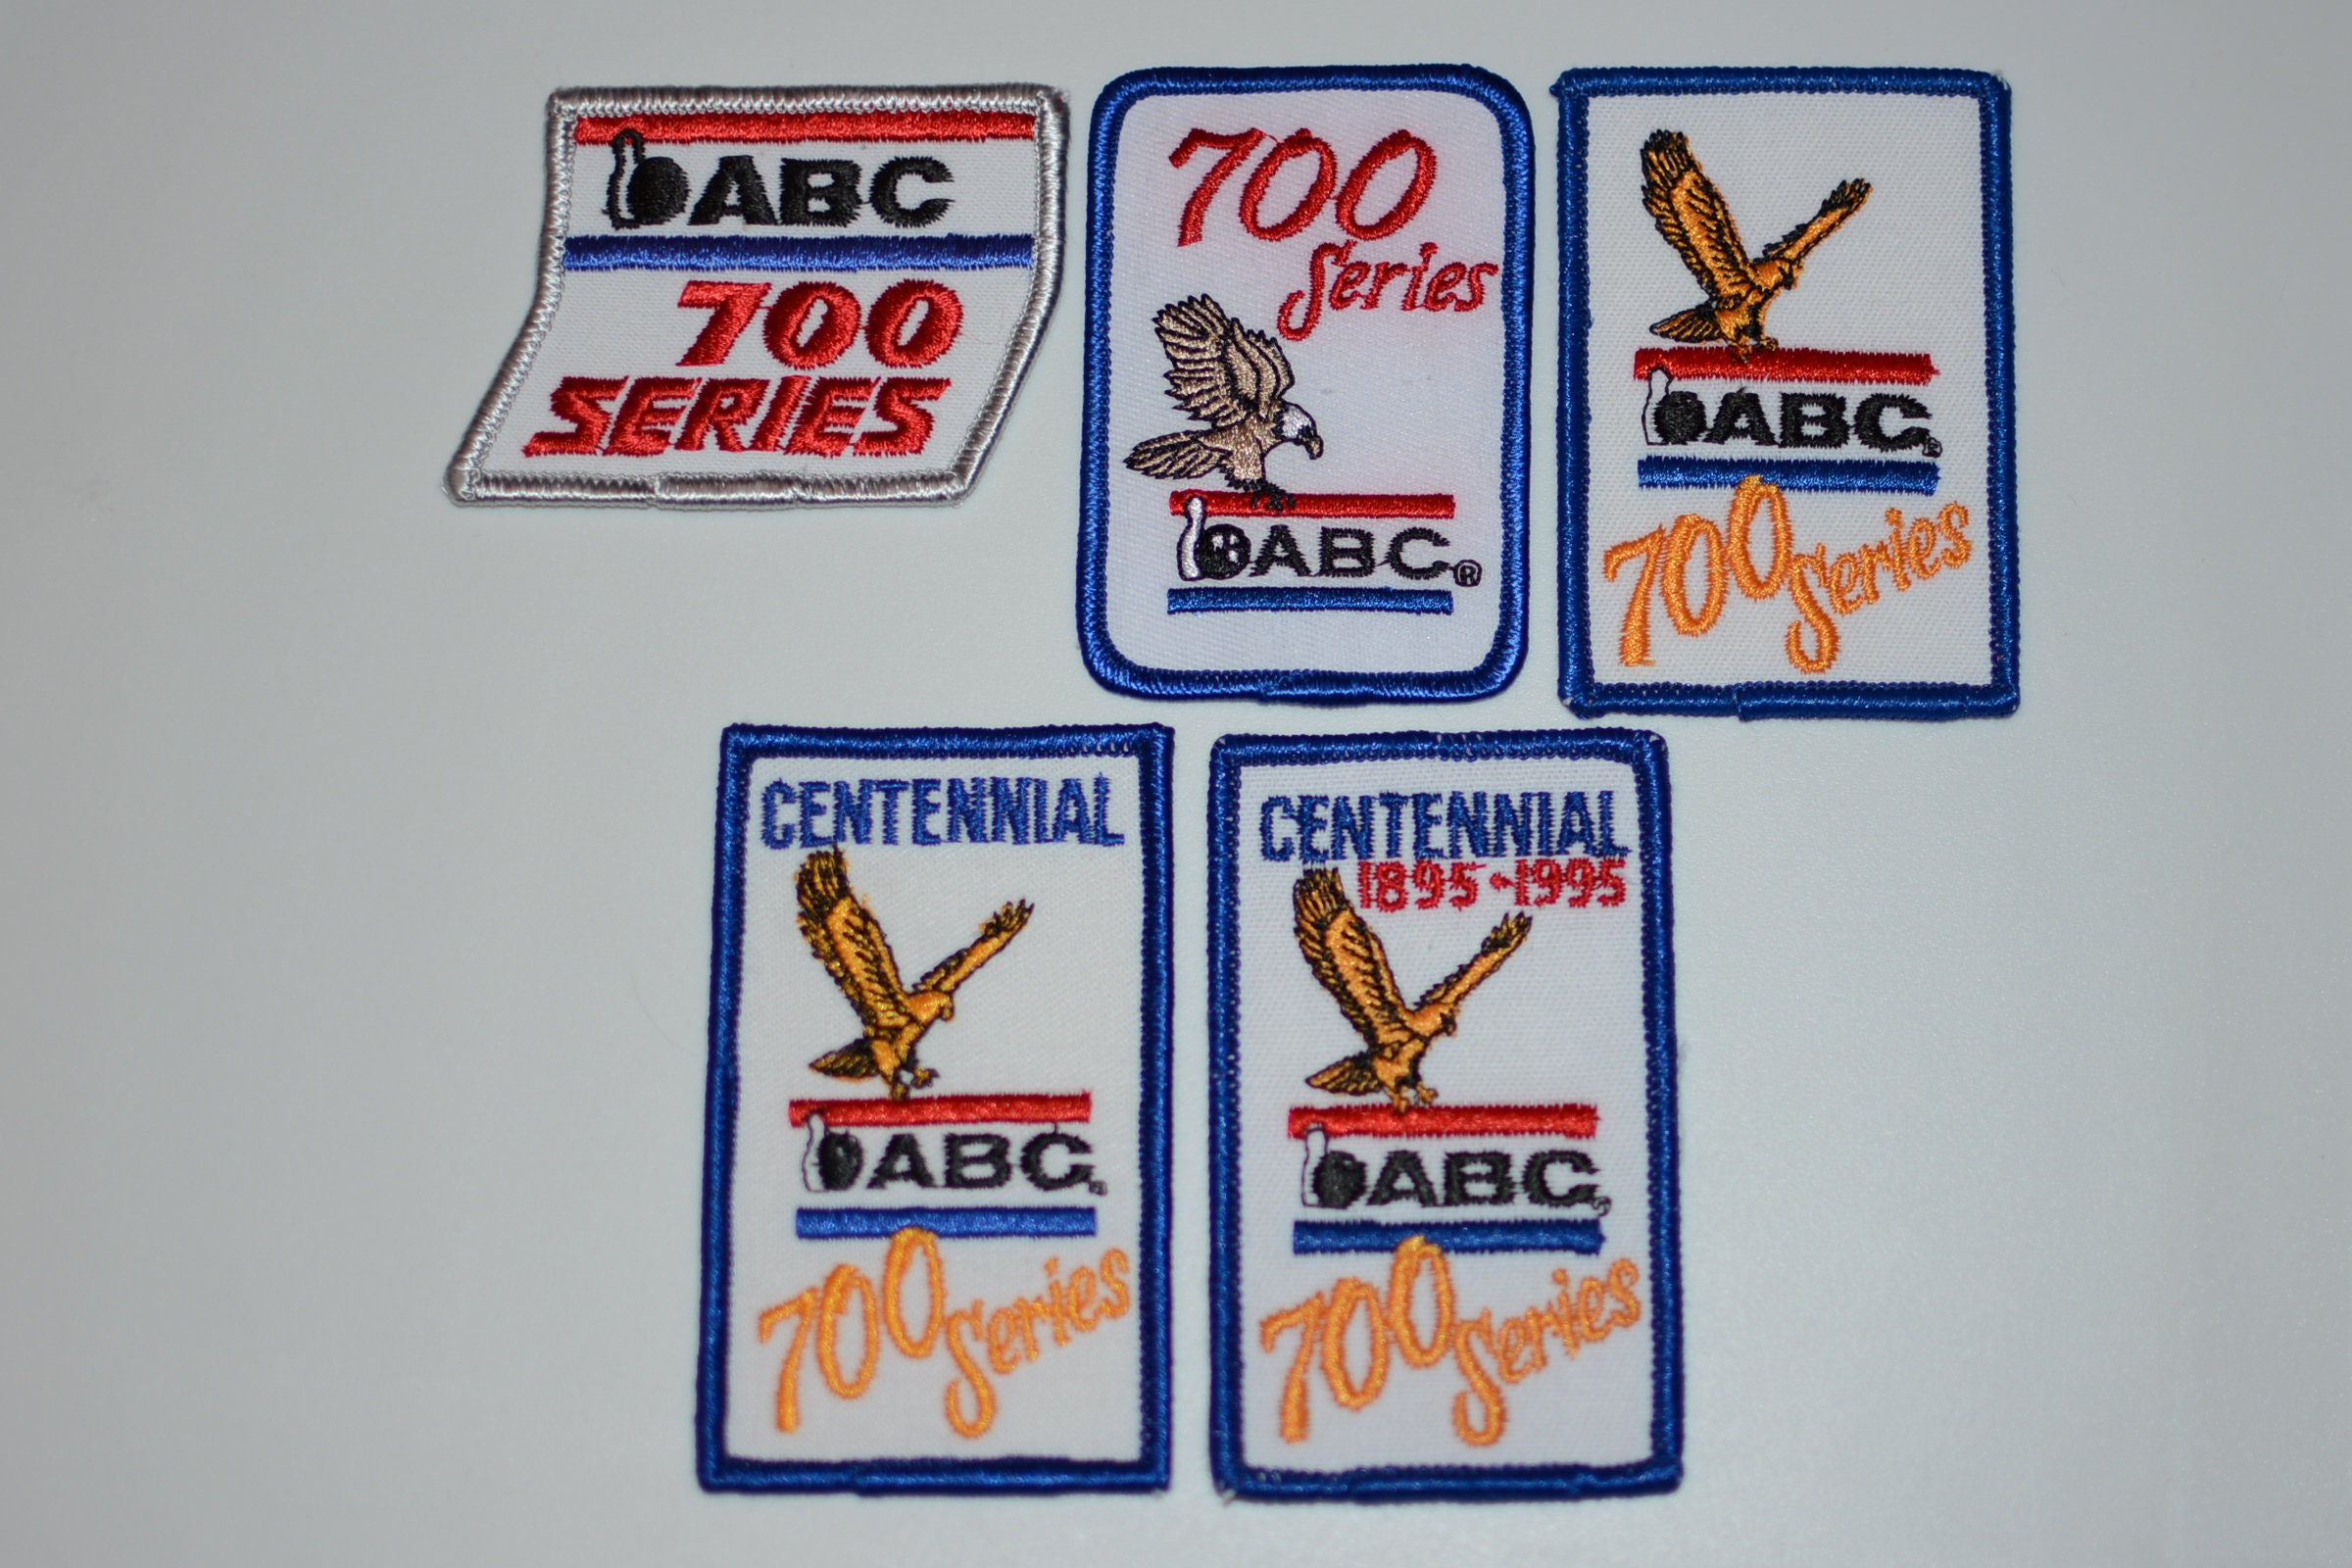 ABC
700
SERIES
700
Series
ABC®
ABC®
700 Series
CENTENNIAL
ABC®
700 Series
CENTENNIAL
1895-1995
ABC®
700 Series